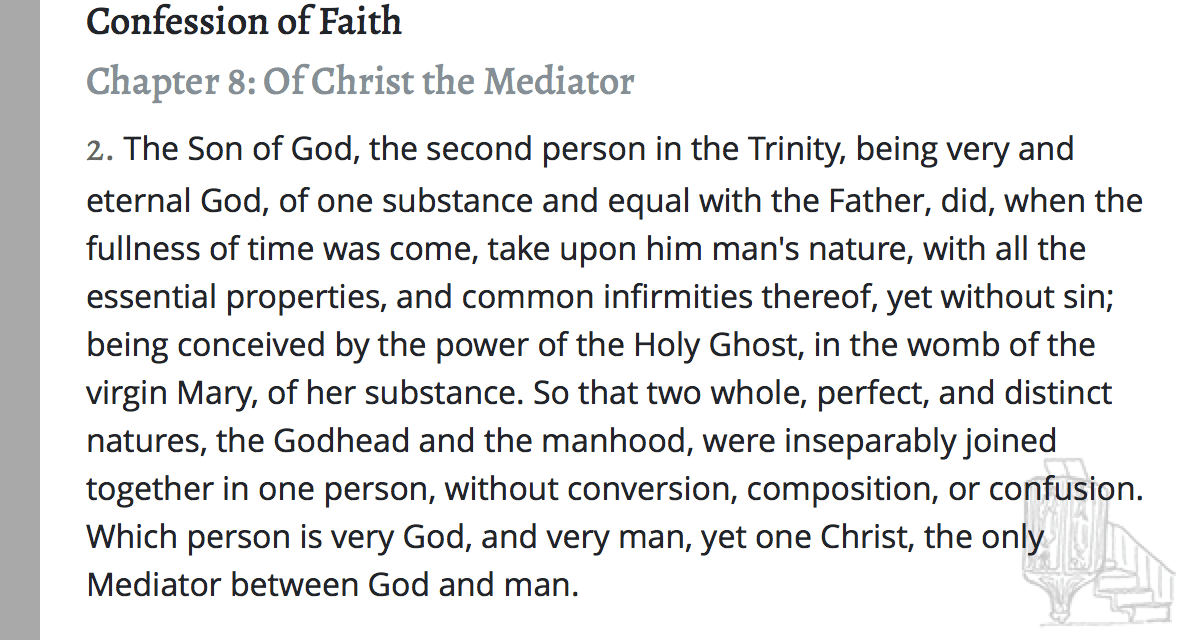 Confession of Faith
Chapter 8: Of Christ the Mediator
2. The Son of God, the second person in the Trinity, being very and
eternal God, of one substance and equal with the Father, did, when the
fullness of time was come, take upon him man's nature, with all the
essential properties, and common infirmities thereof, yet without sin;
being conceived by the power of the Holy Ghost, in the womb of the
virgin Mary, of her substance. So that two whole, perfect, and distinct
natures, the Godhead and the manhood, were inseparably joined
together in one person, without conversion, composition, or confusion.
Which person is very God, and very man, yet one Christ, the only
Mediator between God and man.